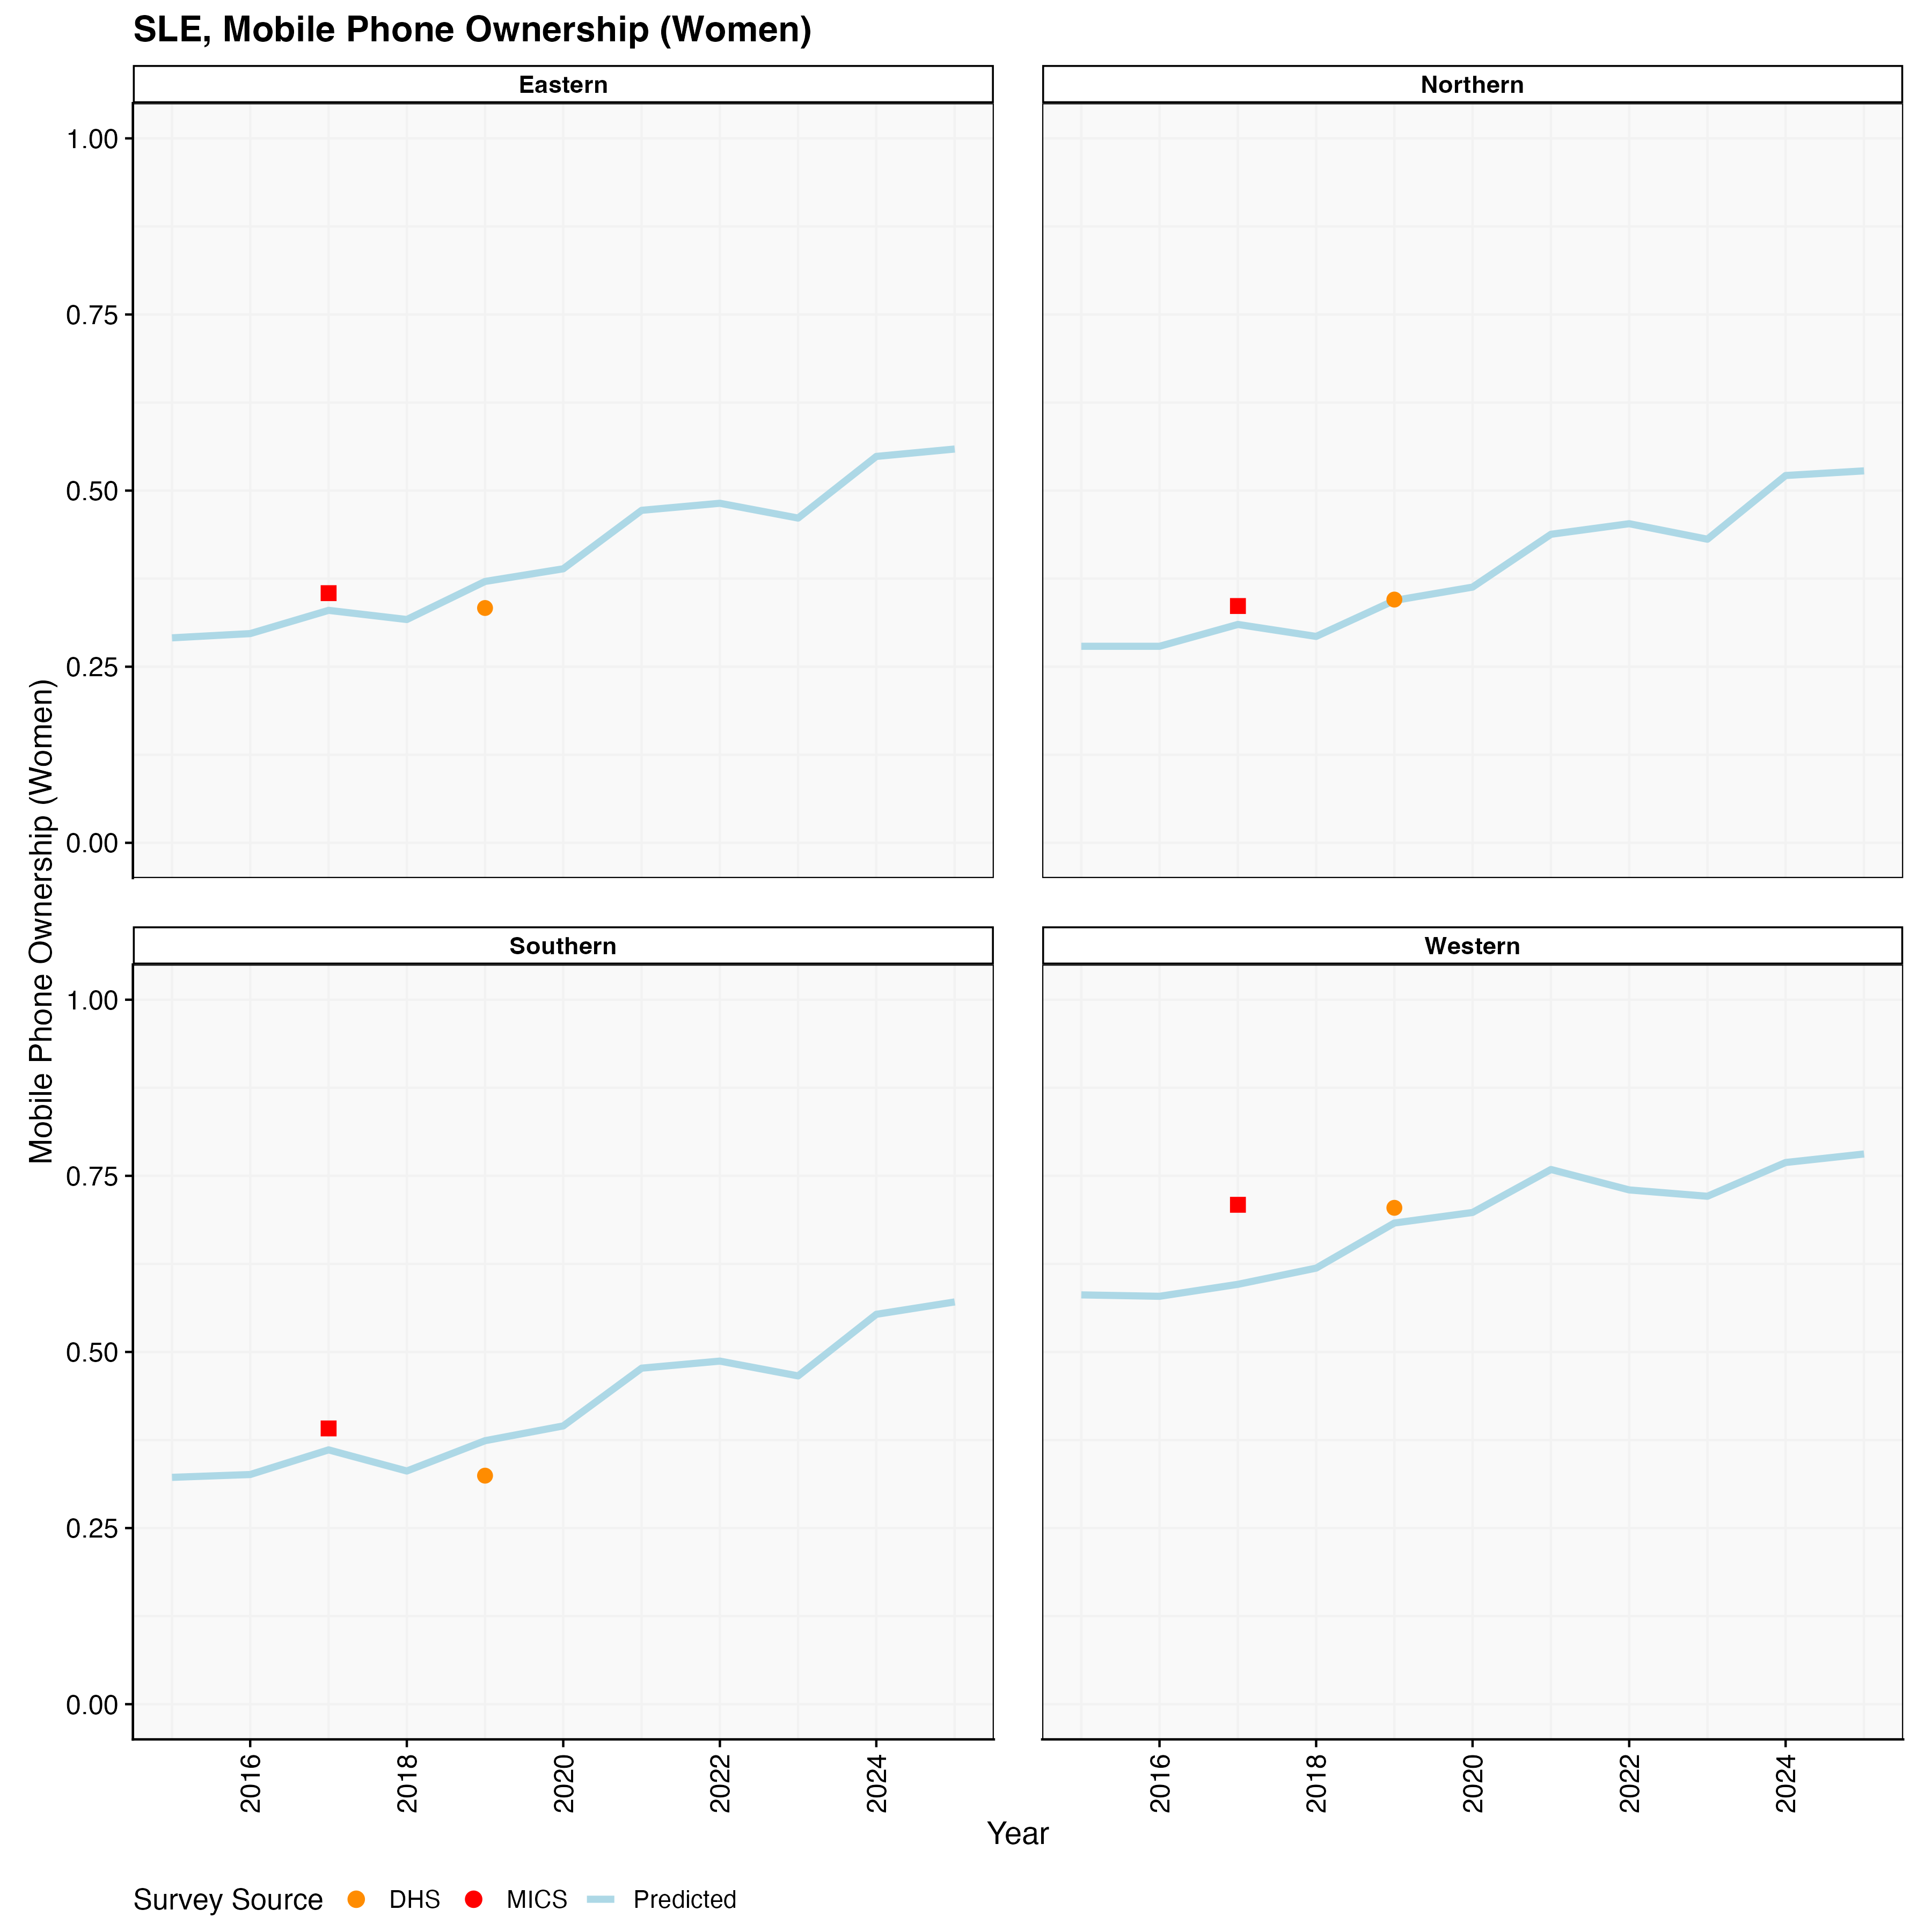 SLE, Mobile Phone Ownership (Women)
Eastern
Northern
1.00
0.75
0.50
0.25
0.00
Mobile Phone Ownership (Women)
Southern
Western
1.00
0.75
0.50
0.25
0.00
2016 2018 2020 2022 2024
2016 2018 2020 2022 2024
Year
Survey Source DHS MICS Predicted